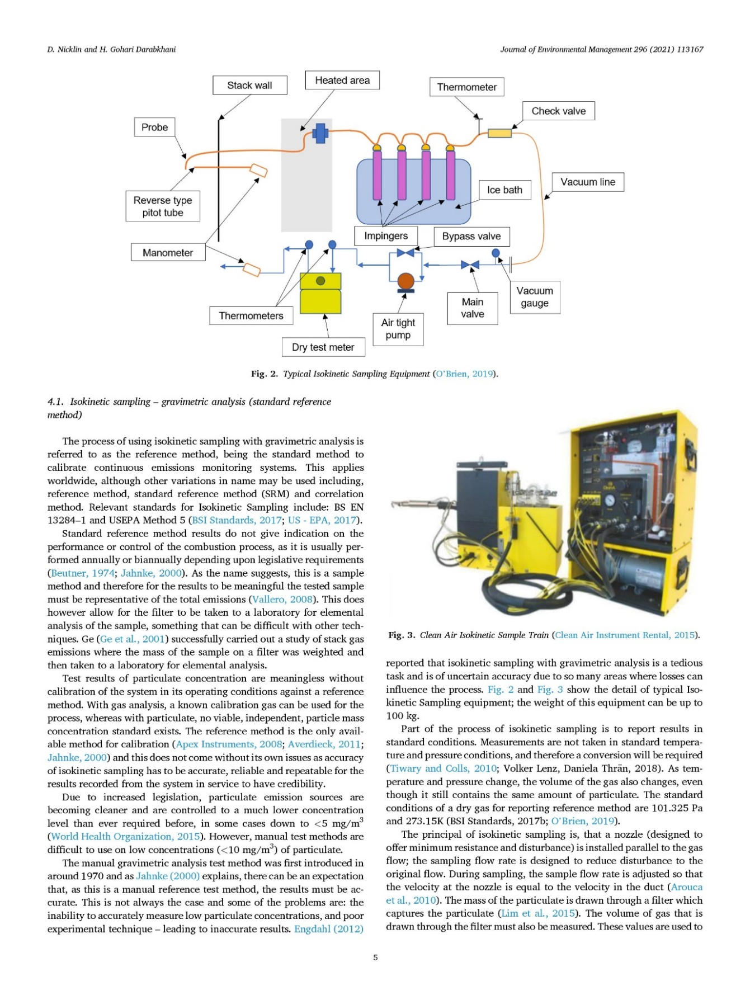 D. Nicklin and H. Gohari Darabkhani
Journal of Environmental Management 296 (2021) 113167
Stack wall
Heated area
Thermometer
Check valve
Probe
Vacuum line
Ice bath
Reverse type
pitot tube
Impingers
Bypass valve
Manometer
Vacuum
gauge
Main
valve
Thermometers
Air tight
pump
Dry test meter
Fig. 2. Typical Isokinetic Sampling Equipment (O'Brien, 2019).
4.1. Isokinetic sampling – gravimetric analysis (standard reference
method)
The process of using isokinetic sampling with gravimetric analysis is
referred to as the reference method, being the standard method to
calibrate continuous emissions monitoring systems. This applies
worldwide, although other variations in name may be used including,
reference method, standard reference method (SRM) and correlation
method. Relevant standards for Isokinetic Sampling include: BS EN
13284–1 and USEPA Method 5 (BSI Standards, 2017; US - EPA, 2017).
Standard reference method results do not give indication on the
performance or control of the combustion process, as it is usually per-
formed annually or biannually depending upon legislative requirements
(Beutner, 1974; Jahnke, 2000). As the name suggests, this is a sample
method and therefore for the results to be meaningful the tested sample
must be representative of the total emissions (Vallero, 2008). This does
however allow for the filter to be taken to a laboratory for elemental
analysis of the sample, something that can be difficult with other tech-
niques. Ge (Ge et al., 2001) successfully carried out a study of stack gas
emissions where the mass of the sample on a filter was weighted and
then taken to a laboratory for elemental analysis.
Test results of particulate concentration are meaningless without
calibration of the system in its operating conditions against a reference
method. With gas analysis, a known calibration gas can be used for the
process, whereas with particulate, no viable, independent, particle mass
concentration standard exists. The reference method is the only avail-
able method for calibration (Apex Instruments, 2008; Averdieck, 2011;
Jahnke, 2000) and this does not come without its own issues as accuracy
of isokinetic sampling has to be accurate, reliable and repeatable for the
results recorded from the system in service to have credibility.
Due to increased legislation, particulate emission sources are
becoming cleaner and are controlled to a much lower concentration
level than ever required before, in some cases down to <5 mg/m³
(World Health Organization, 2015). However, manual test methods are
difficult to use on low concentrations (<10 mg/m³) of particulate.
The manual gravimetric analysis test method was first introduced in
around 1970 and as Jahnke (2000) explains, there can be an expectation
that, as this is a manual reference test method, the results must be ac-
curate. This is not always the case and some of the problems are: the
inability to accurately measure low particulate concentrations, and poor
experimental technique – leading to inaccurate results. Engdahl (2012)
Fig. 3. Clean Air Isokinetic Sample Train (Clean Air Instrument Rental, 2015).
reported that isokinetic sampling with gravimetric analysis is a tedious
task and is of uncertain accuracy due to so many areas where losses can
influence the process. Fig. 2 and Fig. 3 show the detail of typical Iso-
kinetic Sampling equipment; the weight of this equipment can be up to
100 kg.
Part of the process of isokinetic sampling is to report results in
standard conditions. Measurements are not taken in standard tempera-
ture and pressure conditions, and therefore a conversion will be required
(Tiwary and Colls, 2010; Volker Lenz, Daniela Thrän, 2018). As tem-
perature and pressure change, the volume of the gas also changes, even
though it still contains the same amount of particulate. The standard
conditions of a dry gas for reporting reference method are 101.325 Pa
and 273.15K (BSI Standards, 2017b; O'Brien, 2019).
The principal of isokinetic sampling is, that a nozzle (designed to
offer minimum resistance and disturbance) is installed parallel to the gas
flow; the sampling flow rate is designed to reduce disturbance to the
original flow. During sampling, the sample flow rate is adjusted so that
the velocity at the nozzle is equal to the velocity in the duct (Arouca
et al., 2010). The mass of the particulate is drawn through a filter which
captures the particulate (Lim et al., 2015). The volume of gas that is
drawn through the filter must also be measured. These values are used to
5